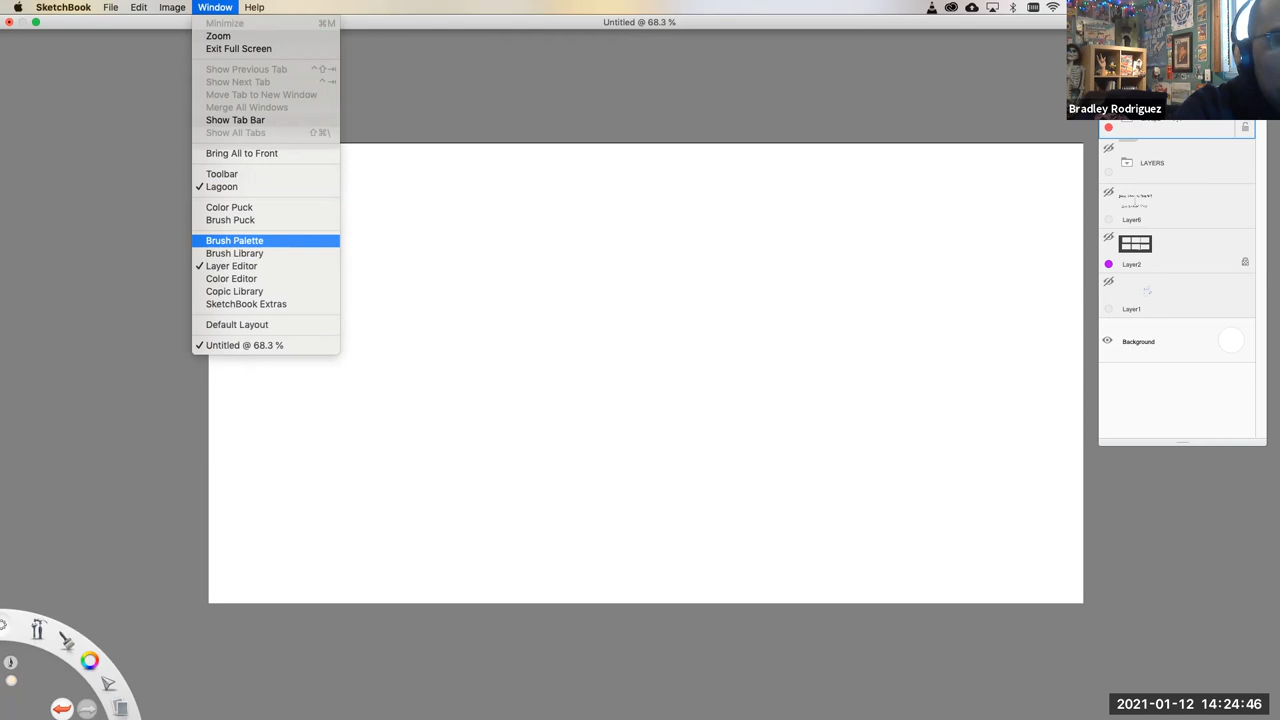 SketchBook File Edit Image Window Help
Untitled @ 68.3 %
Minimize ⌘M
Zoom
Exit Full Screen
Show Previous Tab ⌃⇧⇥
Show Next Tab ⌃⇥
Move Tab to New Window
Merge All Windows
Show Tab Bar
Show All Tabs ⇧⌘\
Bring All to Front
Toolbar
✓ Lagoon
Color Puck
Brush Puck
Brush Palette
Brush Library
✓ Layer Editor
Color Editor
Copic Library
SketchBook Extras
Default Layout
✓ Untitled @ 68.3 %
Bradley Rodriguez
LAYERS
Layer6
Layer2
Layer1
Background
2021-01-12 14:24:46